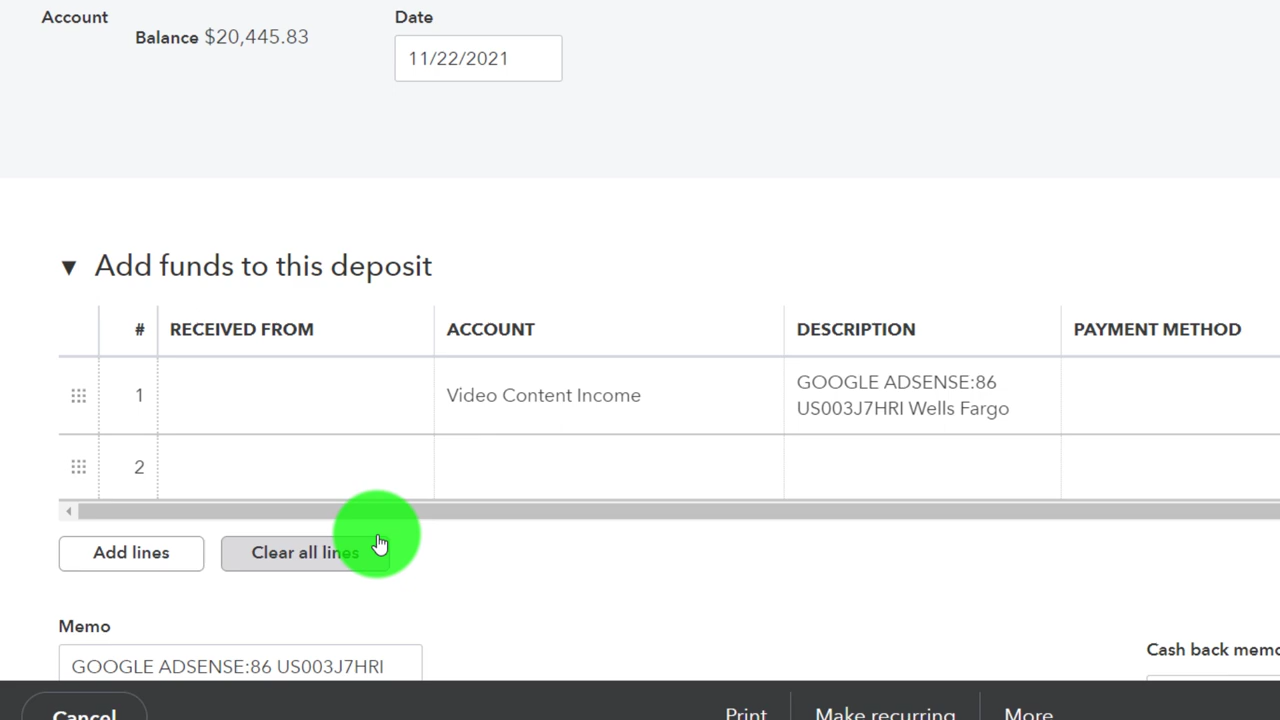 Account
Balance $20,445.83
Date
11/22/2021
▼ Add funds to this deposit
# RECEIVED FROM ACCOUNT DESCRIPTION PAYMENT METHOD
1 Video Content Income GOOGLE ADSENSE:86
US003J7HRI Wells Fargo
2
Add lines Clear all lines
Memo
GOOGLE ADSENSE:86 US003J7HRI
Cash back memo
Cancel Print Make recurring More